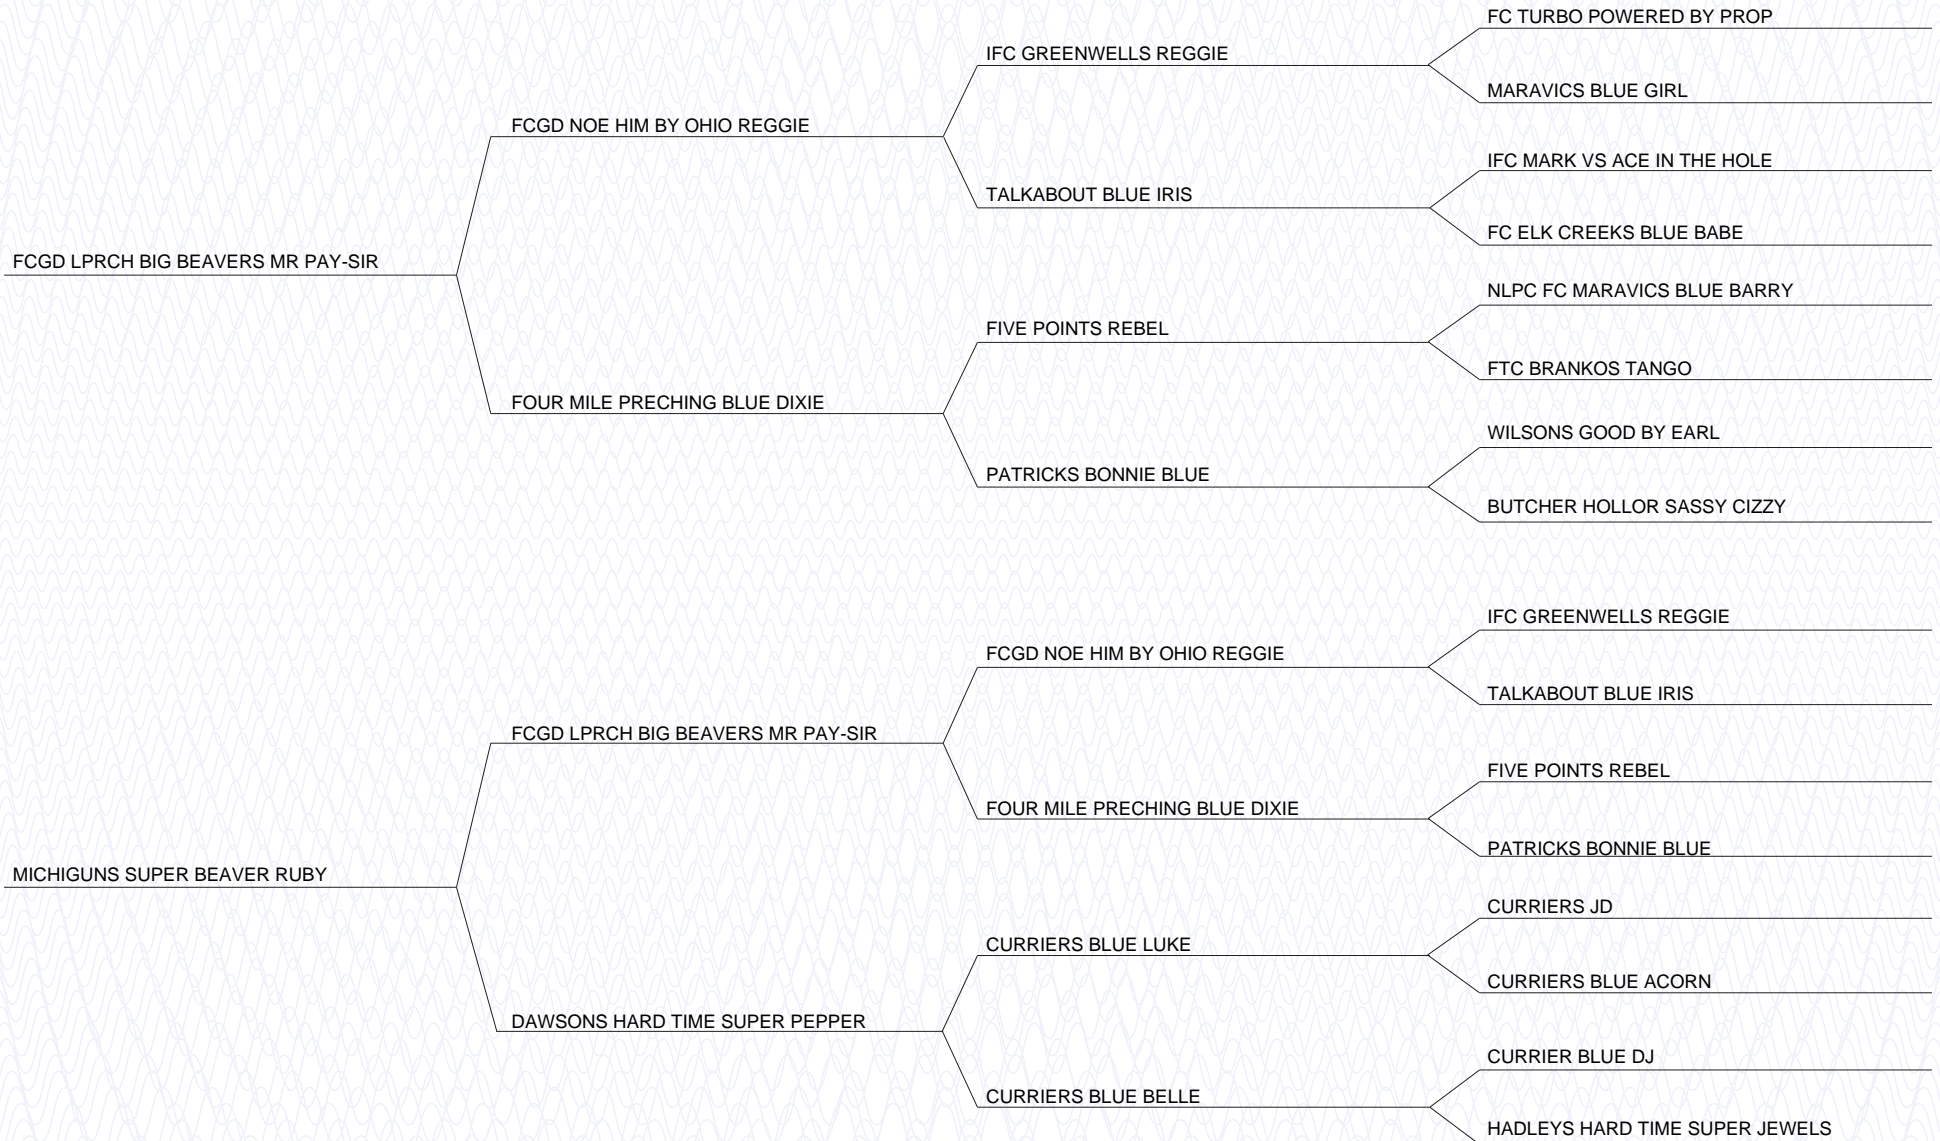 FC TURBO POWERED BY PROP
IFC GREENWELLS REGGIE
MARAVICS BLUE GIRL
FCGD NOE HIM BY OHIO REGGIE
IFC MARK VS ACE IN THE HOLE
TALKABOUT BLUE IRIS
FC ELK CREEKS BLUE BABE
FCGD LPRCH BIG BEAVERS MR PAY-SIR
NLPC FC MARAVICS BLUE BARRY
FIVE POINTS REBEL
FTC BRANKOS TANGO
FOUR MILE PRECHING BLUE DIXIE
WILSONS GOOD BY EARL
PATRICKS BONNIE BLUE
BUTCHER HOLLOR SASSY CIZZY
IFC GREENWELLS REGGIE
FCGD NOE HIM BY OHIO REGGIE
TALKABOUT BLUE IRIS
FCGD LPRCH BIG BEAVERS MR PAY-SIR
FIVE POINTS REBEL
FOUR MILE PRECHING BLUE DIXIE
PATRICKS BONNIE BLUE
MICHIGUNS SUPER BEAVER RUBY
CURRIERS JD
CURRIERS BLUE LUKE
CURRIERS BLUE ACORN
DAWSONS HARD TIME SUPER PEPPER
CURRIER BLUE DJ
CURRIERS BLUE BELLE
HADLEYS HARD TIME SUPER JEWELS